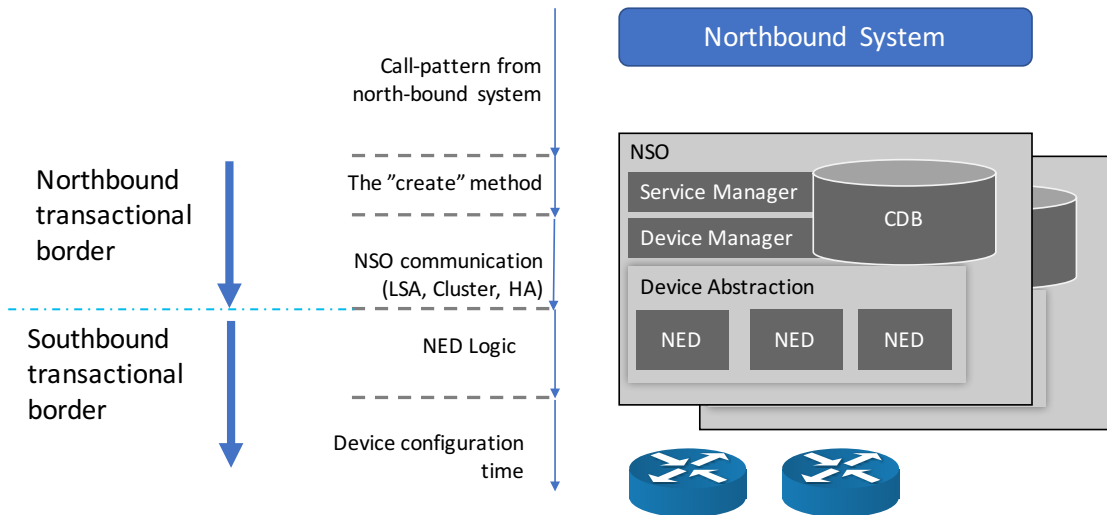 Northbound System
Call-pattern from
north-bound system
NSO
Northbound
transactional
border
The ”create” method
Service Manager
CDB
Device Manager
NSO communication
(LSA, Cluster, HA)
Device Abstraction
Southbound
transactional
border
NED Logic
NED
NED
NED
Device configuration
time